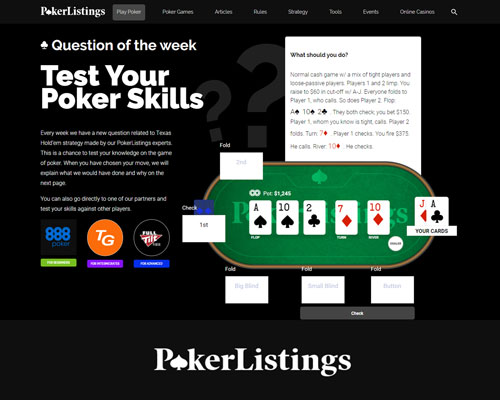 PokerListings
Play Poker
Poker Games
Articles
Rules
Strategy
Tools
Events
Online Casinos
♣ Question of the week
Test Your
Poker Skills
Every week we have a new question related to Texas
Hold'em strategy made by our PokerListings experts.
This is a chance to test your knowledge on the game
of poker. When you have chosen your move, we will
explain what we would have done and why on the
next page.
You can also go directly to one of our partners and
test your skills against other players.
888
poker
FOR BEGINNERS
TG
FOR INTERMEDIATES
FULL
TILT
FOR ADVANCED
??
What should you do?
Normal cash game w/ a mix of tight players and
loose-passive players. Players 1 and 2 limp. You
raise to $60 in cut-off w/ A-J. Everyone folds to
Player 1, who calls. So does Player 2. Flop:
A♠ 10♠ 2♣ . They both check, you bet $150.
Player 1, whom you know is tight, calls. Player 2
folds. Turn: 7♦ . Player 1 checks. You fire $375.
He calls. River: 10♦ . He checks.
Fold
2nd
Check
1st
Pot: $1,245
PokerListings
A
10
2
7
10
J
A
FLOP
TURN
RIVER
DEALER
YOUR CARDS
Fold
Big Blind
Fold
Small Blind
Fold
Button
Check
PokerListings